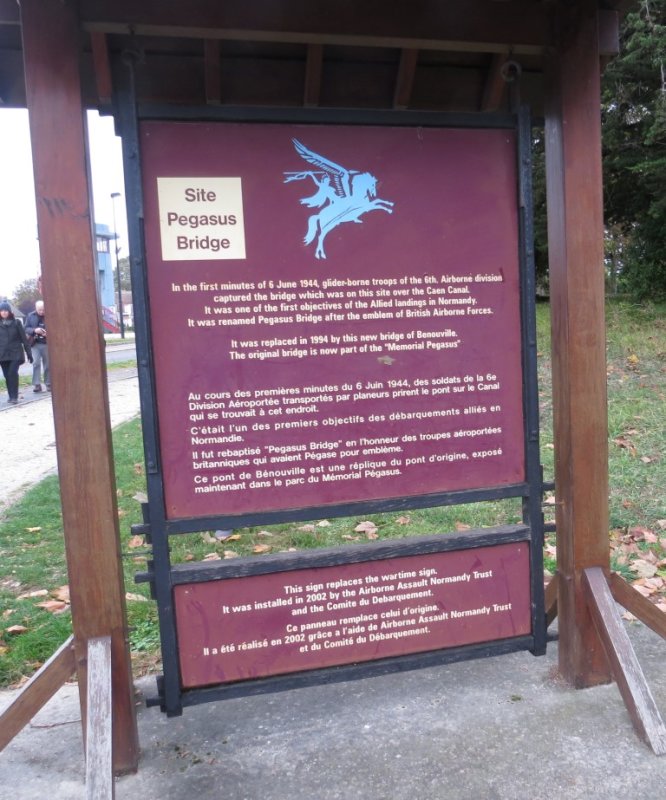 Site
Pegasus
Bridge
In the first minutes of 6 June 1944, glider-borne troops of the 6th. Airborne division
captured the bridge which was on this site over the Caen Canal.
It was one of the first objectives of the Allied landings in Normandy.
It was renamed Pegasus Bridge after the emblem of British Airborne Forces.
It was replaced in 1994 by this new bridge of Benouville.
The original bridge is now part of the "Memorial Pegasus"
Au cours des premières minutes du 6 Juin 1944, des soldats de la 6e
Division Aéroportée transportés par planeurs prirent le pont sur le Canal
qui se trouvait à cet endroit.
C'était l'un des premiers objectifs des débarquements alliés en
Normandie.
Il fut rebaptisé "Pegasus Bridge" en l'honneur des troupes aéroportées
britanniques qui avaient Pégase pour emblème.
Ce pont de Bénouville est une réplique du pont d'origine, exposé
maintenant dans le parc du Mémorial Pégasus.
This sign replaces the wartime sign.
It was installed in 2002 by the Airborne Assault Normandy Trust
and the Comite du Debarquement.
Ce panneau remplace celui d'origine.
Il a été réalisé en 2002 grâce a l'aide de Airborne Assault Normandy Trust
et du Comité du Débarquement.